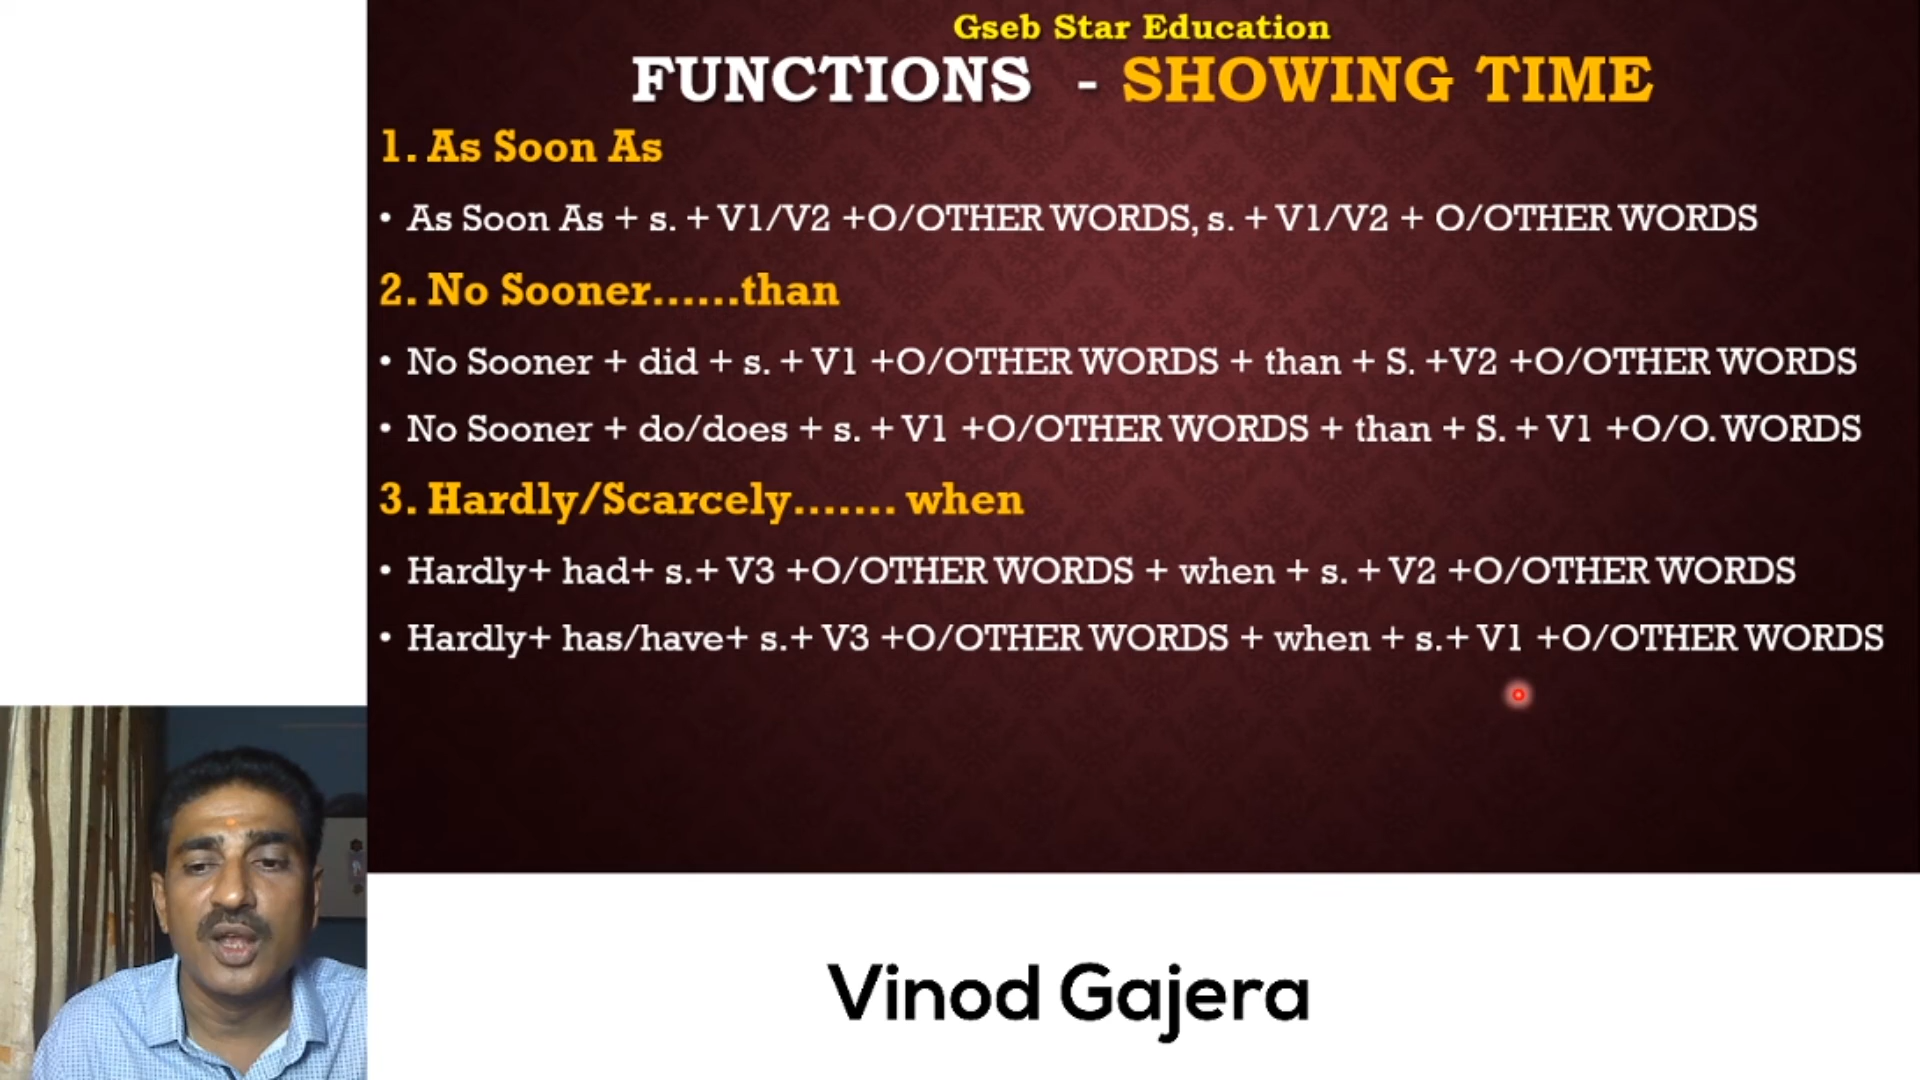 Gseb Star Education
FUNCTIONS - SHOWING TIME
1. As Soon As
• As Soon As + s. + V1/V2 +O/OTHER WORDS, s. + V1/V2 + O/OTHER WORDS
2. No Sooner......than
• No Sooner + did + s. + V1 +O/OTHER WORDS + than + S. +V2 +O/OTHER WORDS
• No Sooner + do/does + s. + V1 +O/OTHER WORDS + than + S. + V1 +O/O. WORDS
3. Hardly/Scarcely....... when
• Hardly+ had+ s.+ V3 +O/OTHER WORDS + when + s. + V2 +O/OTHER WORDS
• Hardly+ has/have+ s.+ V3 +O/OTHER WORDS + when + s.+ V1 +O/OTHER WORDS
Vinod Gajera